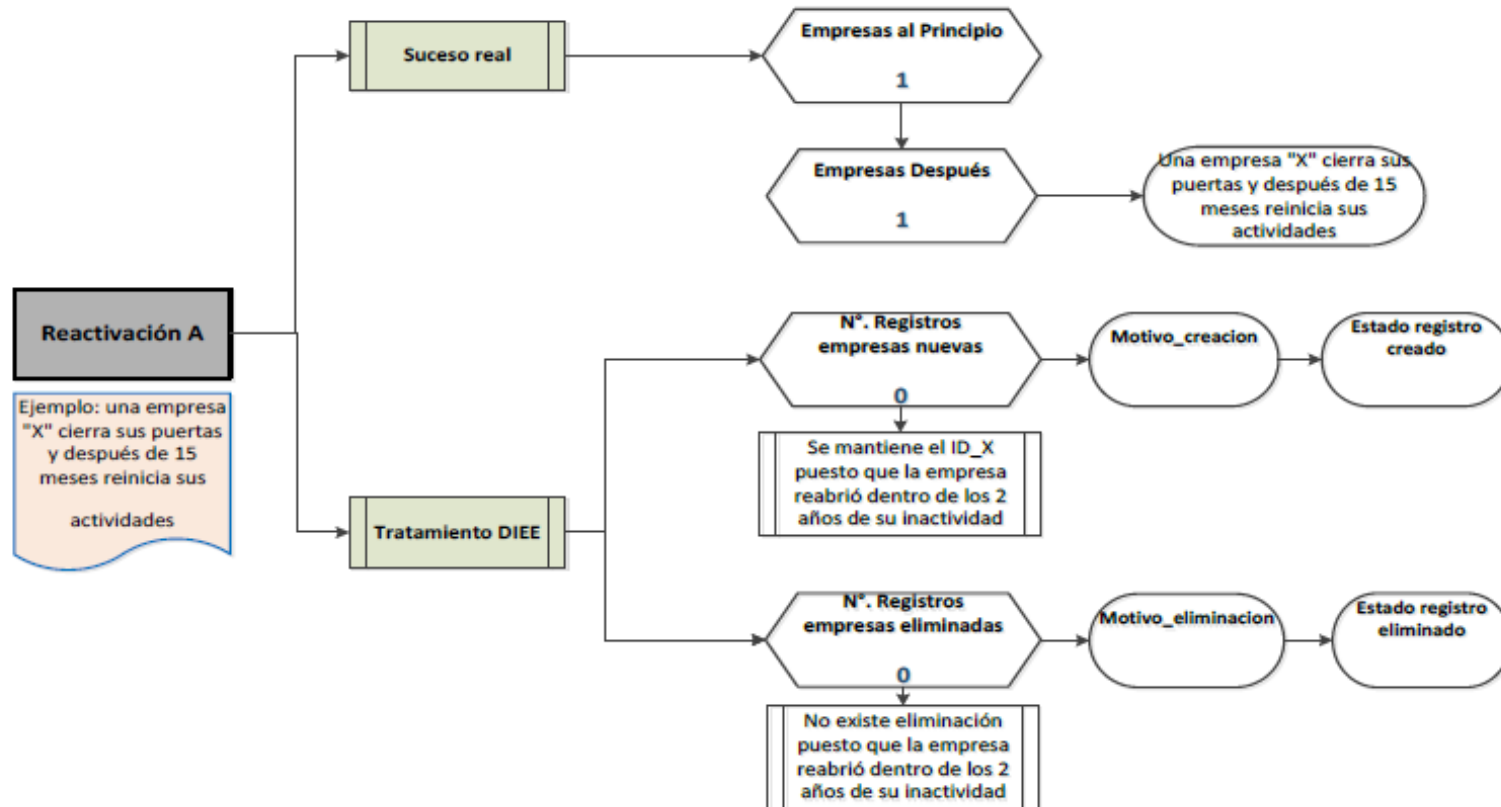 Suceso real
Empresas al Principio
1
Empresas Después
1
Una empresa "X" cierra sus
puertas y después de 15
meses reinicia sus
actividades
Reactivación A
Ejemplo: una empresa
"X" cierra sus puertas
y después de 15
meses reinicia sus
actividades
Tratamiento DIEE
N°. Registros
empresas nuevas
0
Motivo_creacion
Estado registro
creado
Se mantiene el ID_X
puesto que la empresa
reabrió dentro de los 2
años de su inactividad
N°. Registros
empresas eliminadas
0
Motivo_eliminacion
Estado registro
eliminado
No existe eliminación
puesto que la empresa
reabrió dentro de los 2
años de su inactividad